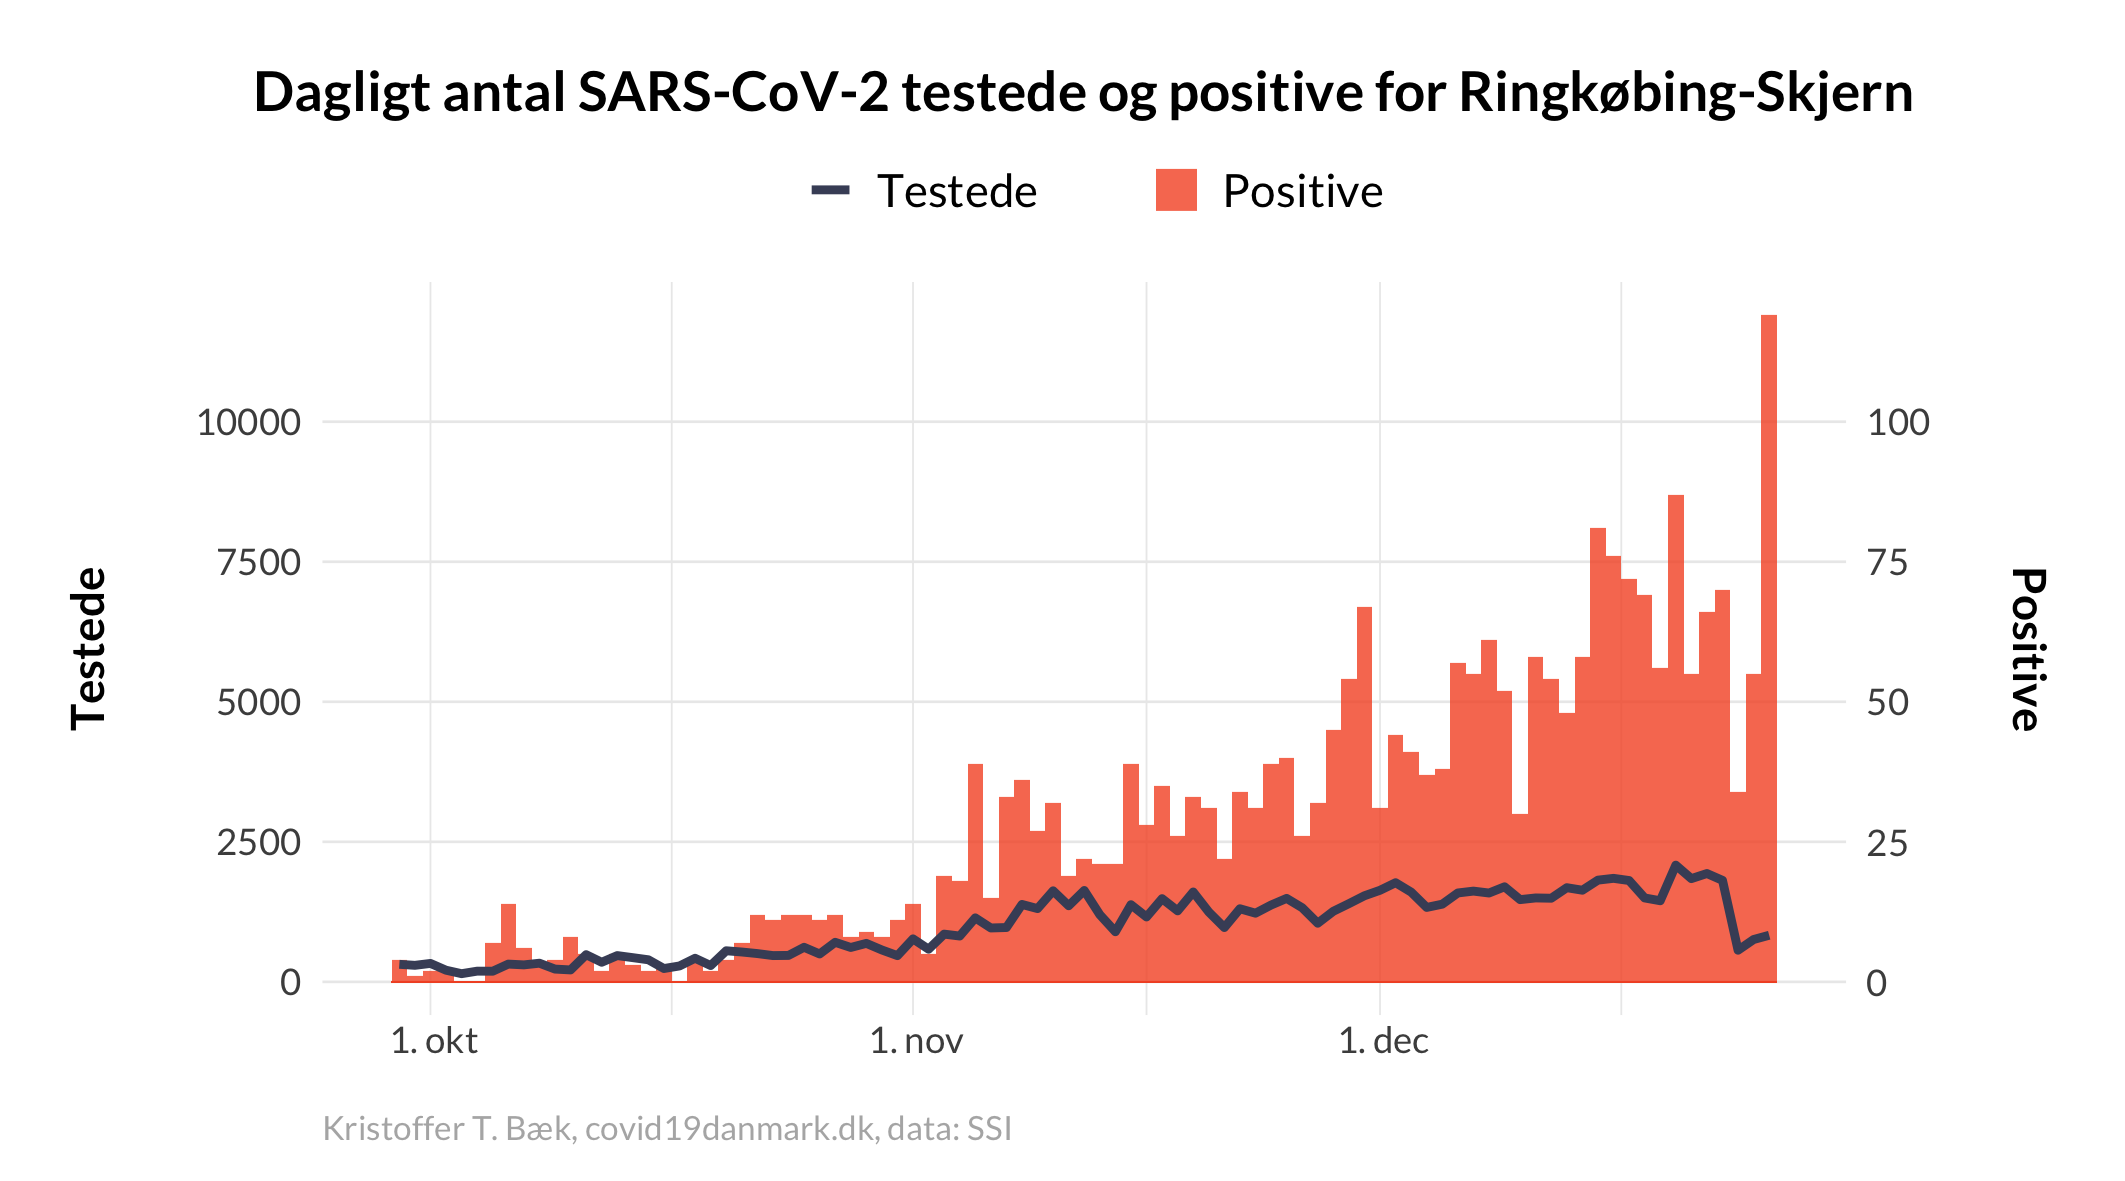 Dagligt antal SARS-CoV-2 testede og positive for Ringkøbing-Skjern
Testede Positive
10000 100
7500 75
5000 50
2500 25
0 0
Testede
Positive
1. okt 1. nov 1. dec
Kristoffer T. Bæk, covid19danmark.dk, data: SSI